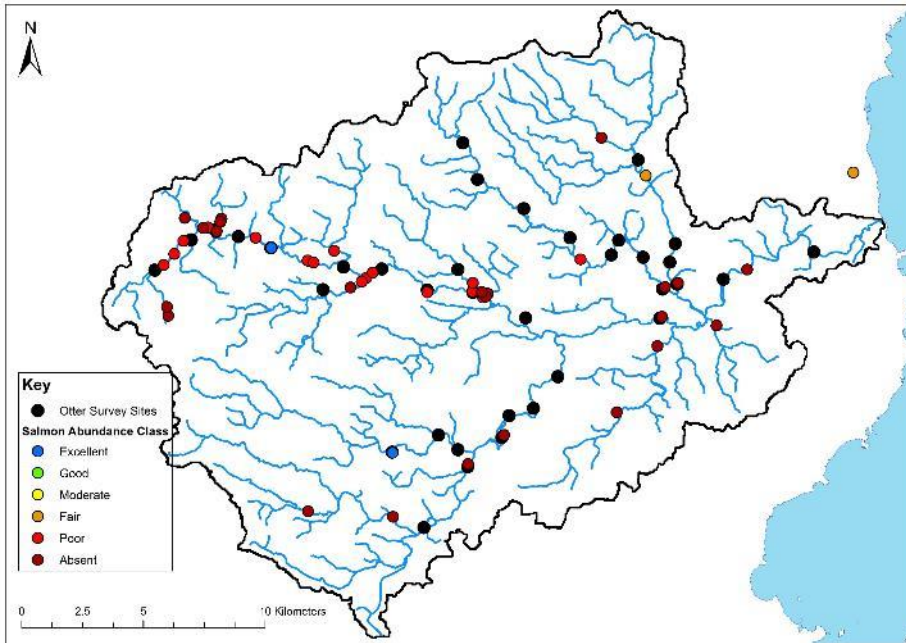 N
Key
Otter Survey Sites
Salmon Abundance Class
Excellent
Good
Moderate
Fair
Poor
Absent
0 2.5 5 10 Kilometers